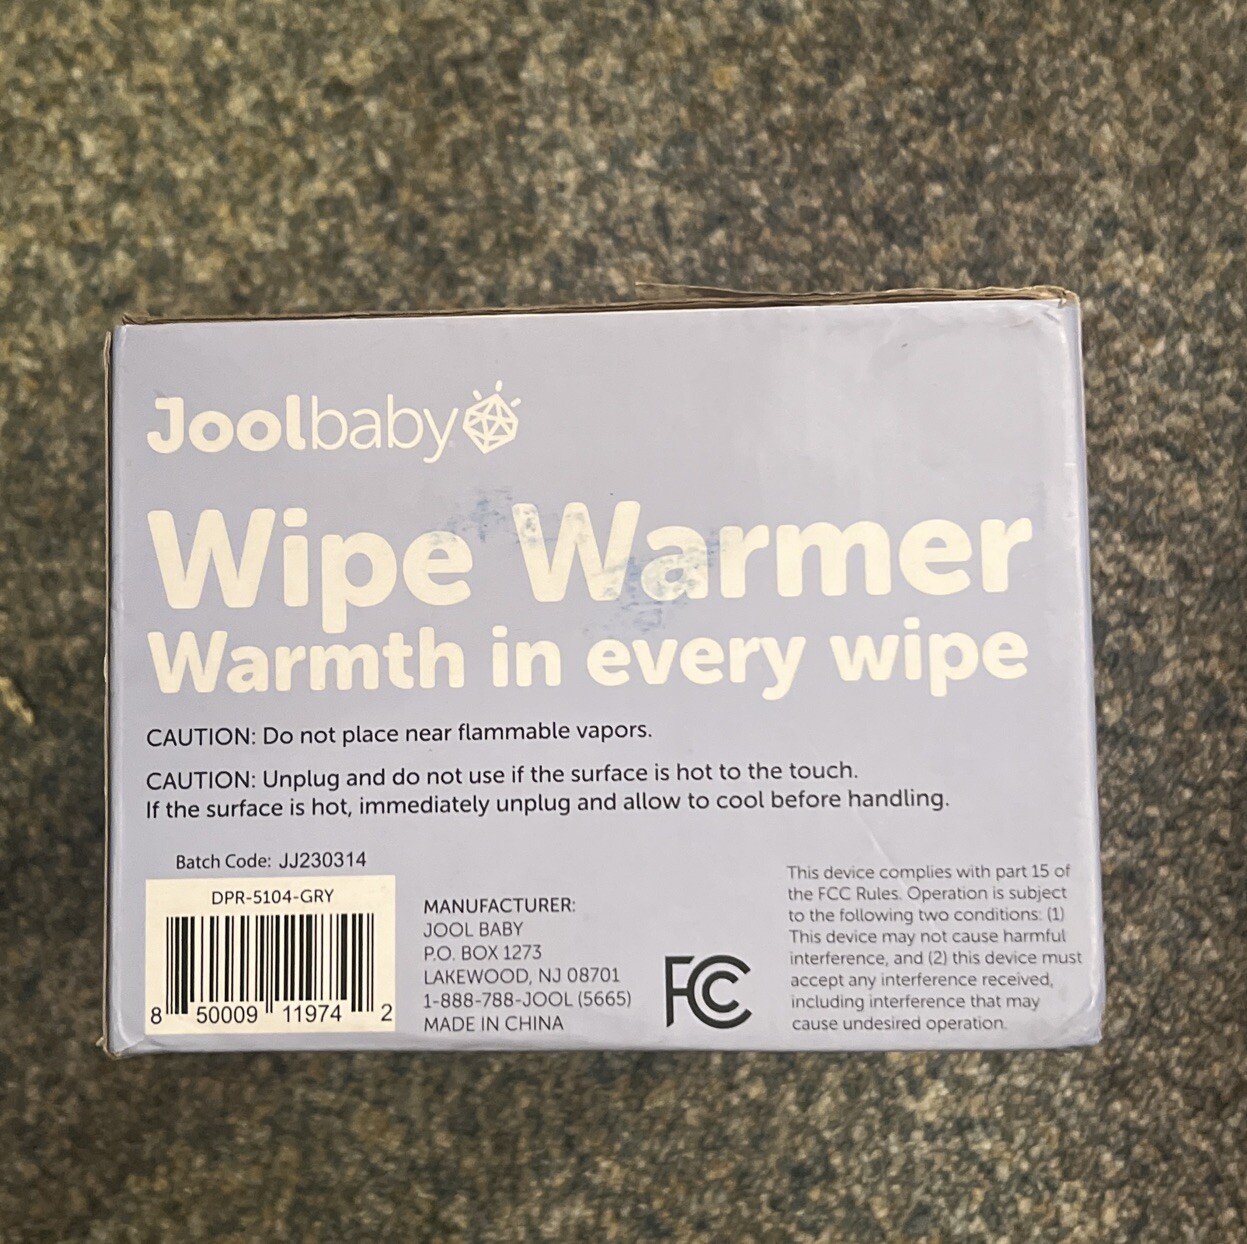 Joolbaby
Wipe Warmer
Warmth in every wipe
CAUTION: Do not place near flammable vapors.
CAUTION: Unplug and do not use if the surface is hot to the touch.
If the surface is hot, immediately unplug and allow to cool before handling.
Batch Code: JJ230314
DPR-5104-GRY
8 50009 11974 2
MANUFACTURER:
JOOL BABY
P.O. BOX 1273
LAKEWOOD, NJ 08701
1-888-788-JOOL (5665)
MADE IN CHINA
FC
This device complies with part 15 of
the FCC Rules. Operation is subject
to the following two conditions: (1)
This device may not cause harmful
interference, and (2) this device must
accept any interference received,
including interference that may
cause undesired operation.